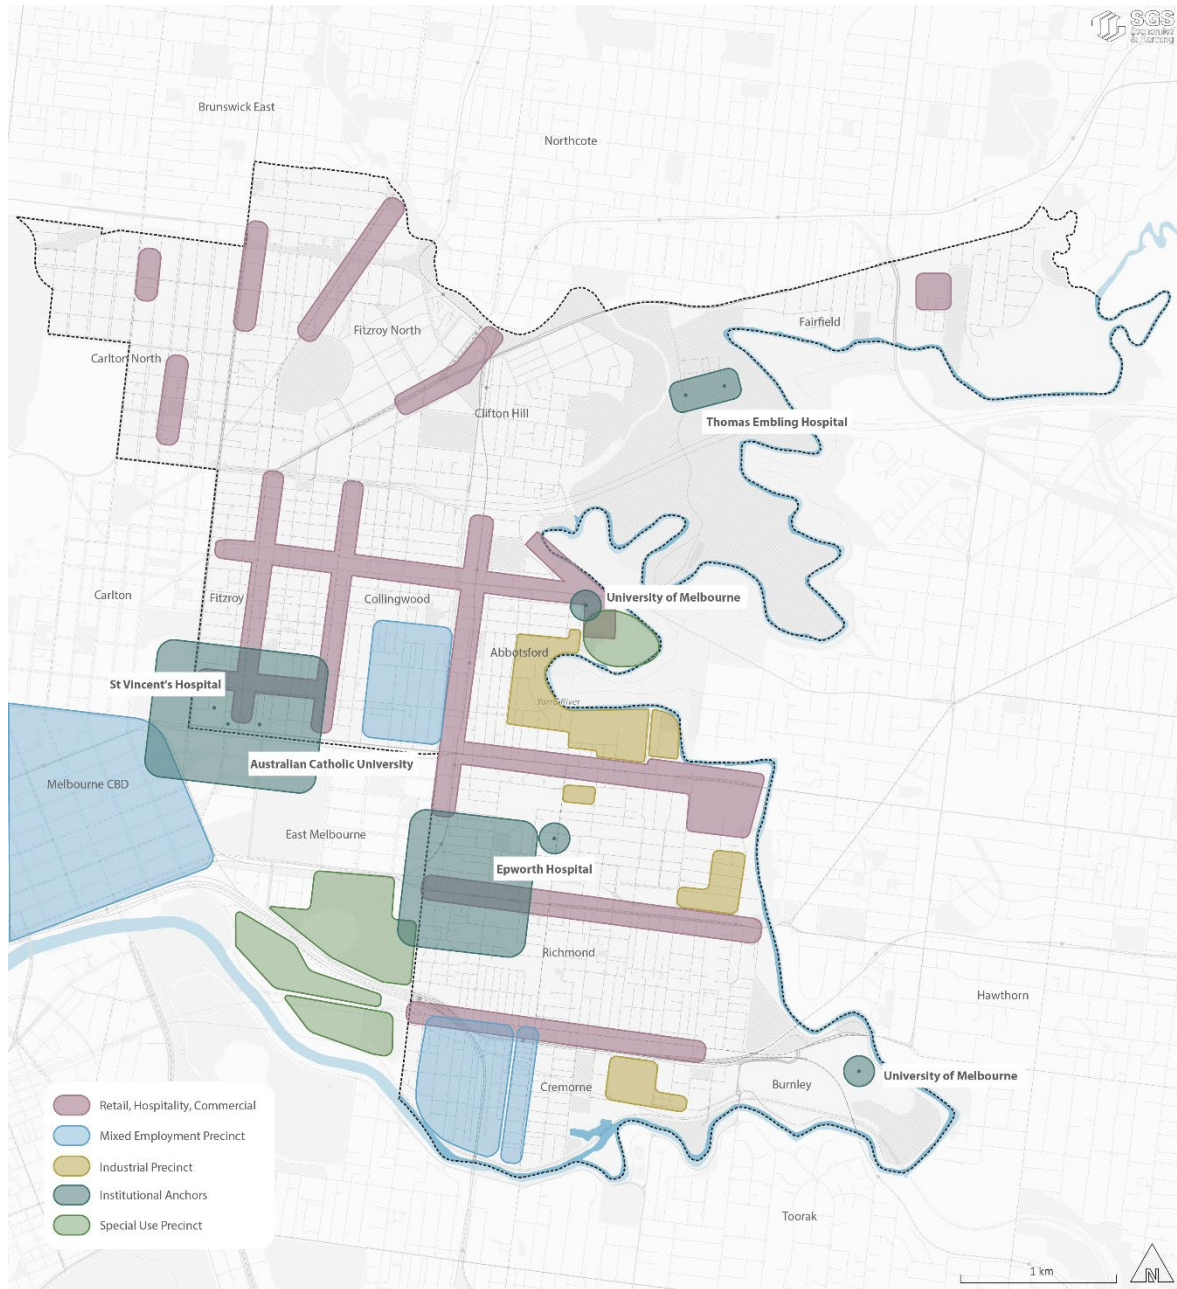 SGS
Economics
& Planning
Brunswick East
Northcote
Fitzroy North
Fairfield
Carlton North
Clifton Hill
Thomas Embling Hospital
Carlton
Fitzroy
Collingwood
University of Melbourne
Abbotsford
St Vincent's Hospital
Yarra River
Australian Catholic University
Melbourne CBD
East Melbourne
Epworth Hospital
Richmond
Hawthorn
Cremorne
Burnley
University of Melbourne
Retail, Hospitality, Commercial
Mixed Employment Precinct
Industrial Precinct
Institutional Anchors
Special Use Precinct
Toorak
1 km
N